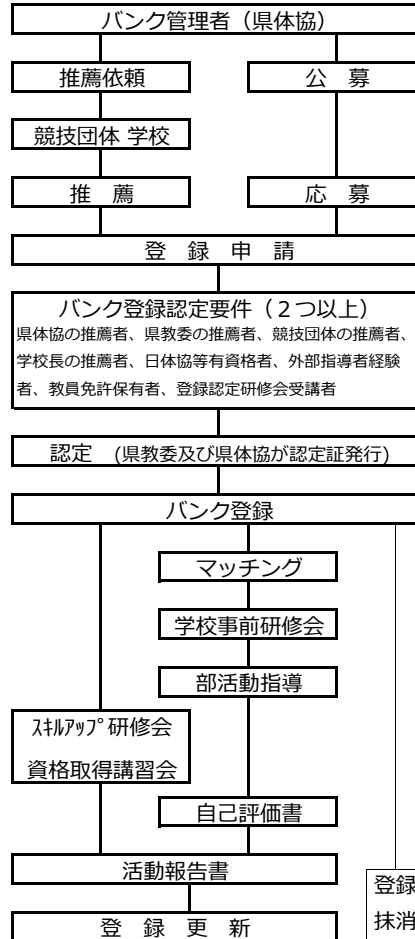 バンク管理者（県体協）
推薦依頼
公　募
競技団体 学校
推　薦
応　募
登　録　申　請
バンク登録認定要件（２つ以上）
県体協の推薦者、県教委の推薦者、競技団体の推薦者、
学校長の推薦者、日体協等有資格者、外部指導者経験
者、教員免許保有者、登録認定研修会受講者
認定　(県教委及び県体協が認定証発行)
バンク登録
マッチング
学校事前研修会
部活動指導
ｽｷﾙｱｯﾌﾟ研修会
資格取得講習会
自己評価書
活動報告書
登録
抹消
登　録　更　新